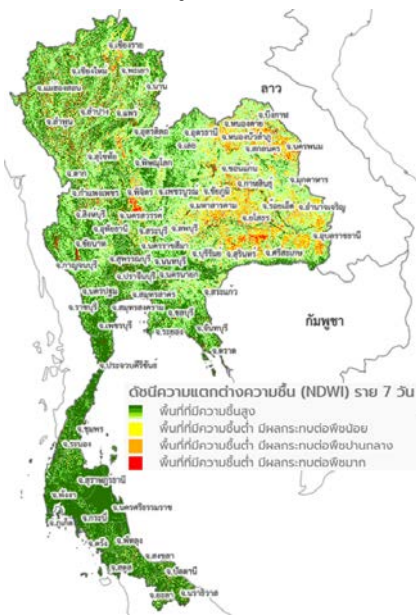 จ.เชียงราย
จ.เชียงใหม่
จ.พะเยา
จ.แม่ฮ่องสอน
จ.น่าน
จ.ลำปาง
จ.แพร่
จ.ลำพูน
ลาว
จ.บึงกาฬ
จ.อุตรดิตถ์
จ.อุดรธานี
จ.หนองคาย
จ.หนองบัวลำภู
จ.นครพนม
จ.สุโขทัย
จ.เลย
จ.สกลนคร
จ.ตาก
จ.พิษณุโลก
จ.ขอนแก่น
จ.มุกดาหาร
จ.กำแพงเพชร
จ.พิจิตร
จ.เพชรบูรณ์
จ.ชัยภูมิ
จ.กาฬสินธุ์
จ.สิงห์บุรี
จ.นครสวรรค์
จ.มหาสารคาม
จ.ร้อยเอ็ด
จ.อำนาจเจริญ
จ.อุทัยธานี
จ.สระบุรี
จ.ลพบุรี
จ.ยโสธร
จ.ชัยนาท
จ.นครราชสีมา
จ.อุบลราชธานี
จ.กาญจนบุรี
จ.สุพรรณบุรี
จ.นนทบุรี
จ.บุรีรัมย์
จ.สุรินทร์
จ.ศรีสะเกษ
จ.ปราจีนบุรี
จ.นครนายก
จ.นครปฐม
จ.สมุทรสาคร
จ.สระแก้ว
จ.ราชบุรี
จ.สมุทรสงคราม
จ.ชลบุรี
จ.เพชรบุรี
จ.ระยอง
จ.จันทบุรี
กัมพูชา
จ.ตราด
จ.ประจวบคีรีขันธ์
ดัชนีความแตกต่างความชื้น (NDWI) ราย 7 วัน
พื้นที่ที่มีความชื้นสูง
พื้นที่ที่มีความชื้นต่ำ มีผลกระทบต่อพืชน้อย
พื้นที่ที่มีความชื้นต่ำ มีผลกระทบต่อพืชปานกลาง
พื้นที่ที่มีความชื้นต่ำ มีผลกระทบต่อพืชมาก
จ.ชุมพร
จ.ระนอง
จ.สุราษฎร์ธานี
จ.พังงา
จ.นครศรีธรรมราช
จ.ภูเก็ต
จ.กระบี่
จ.ตรัง
จ.พัทลุง
จ.สงขลา
จ.สตูล
จ.ปัตตานี
จ.ยะลา
จ.นราธิวาส